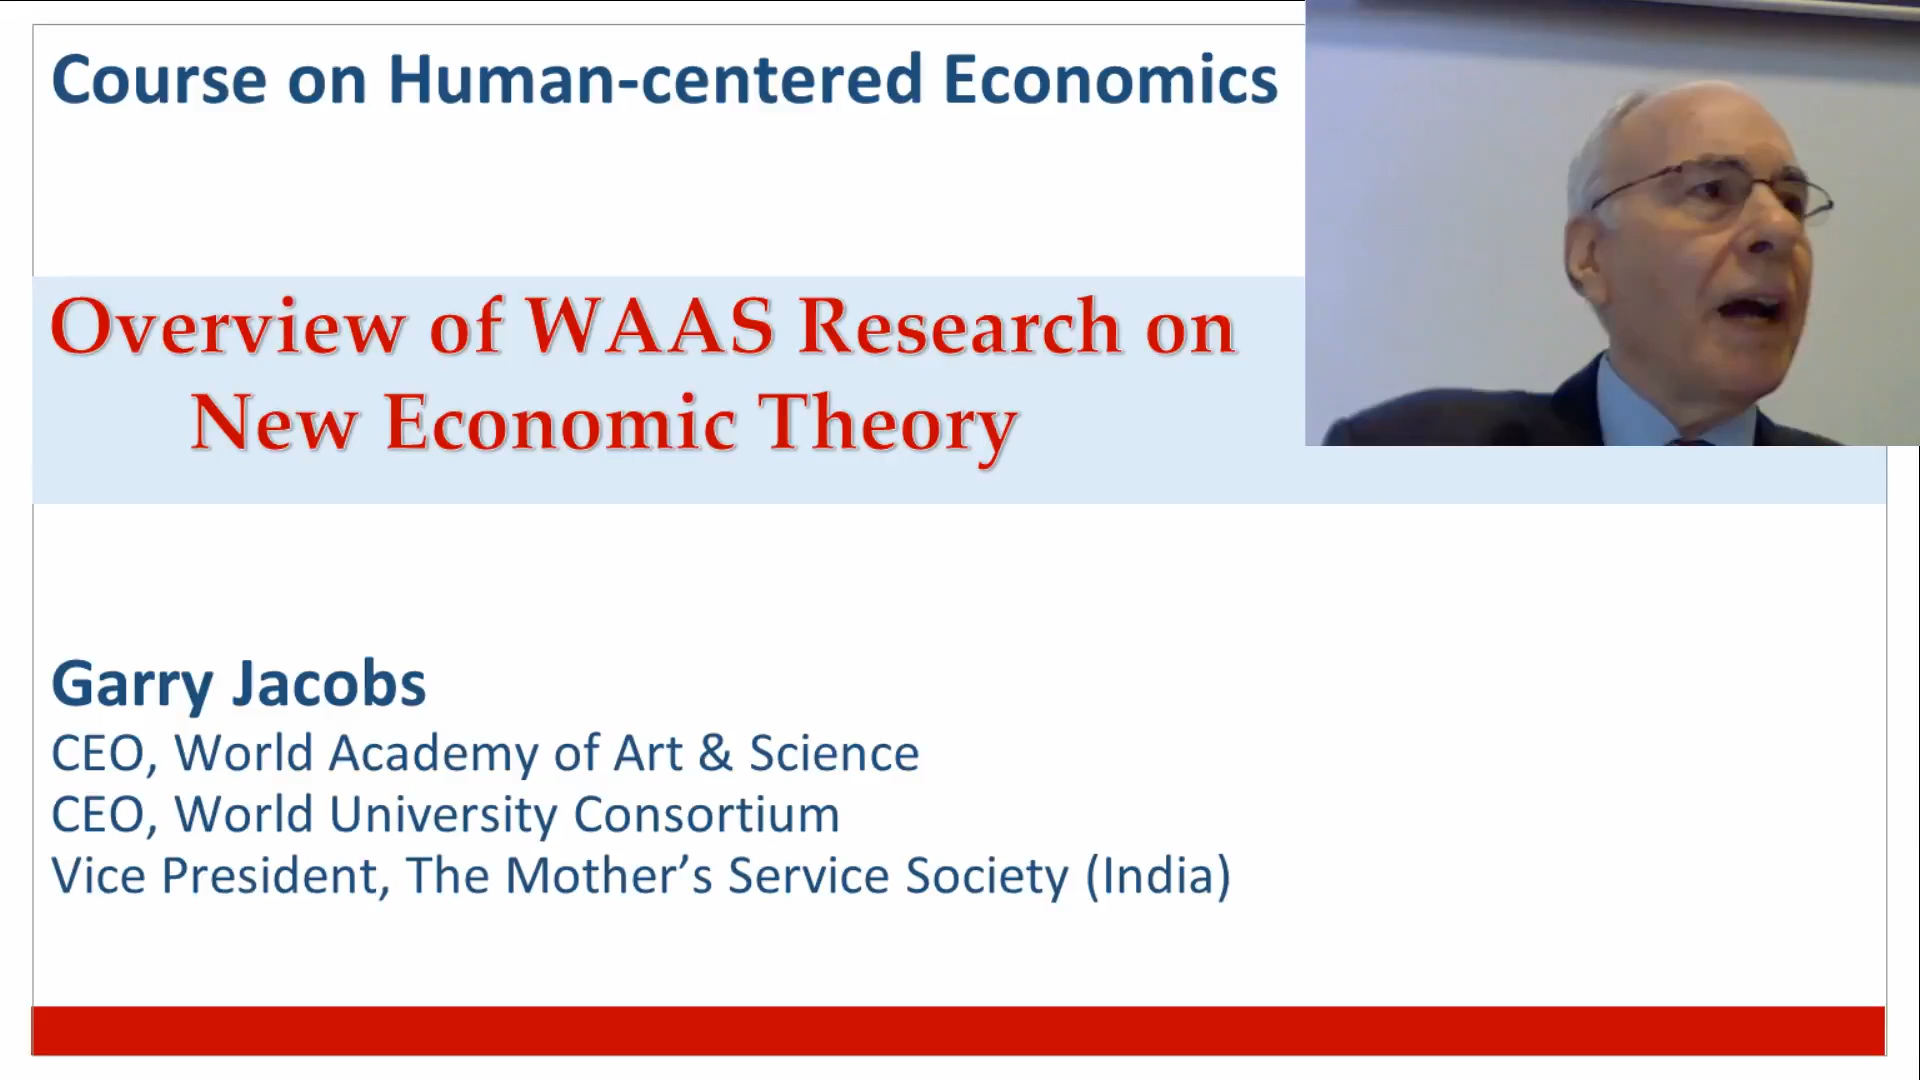 Course on Human-centered Economics
Overview of WAAS Research on
New Economic Theory
Garry Jacobs
CEO, World Academy of Art & Science
CEO, World University Consortium
Vice President, The Mother’s Service Society (India)